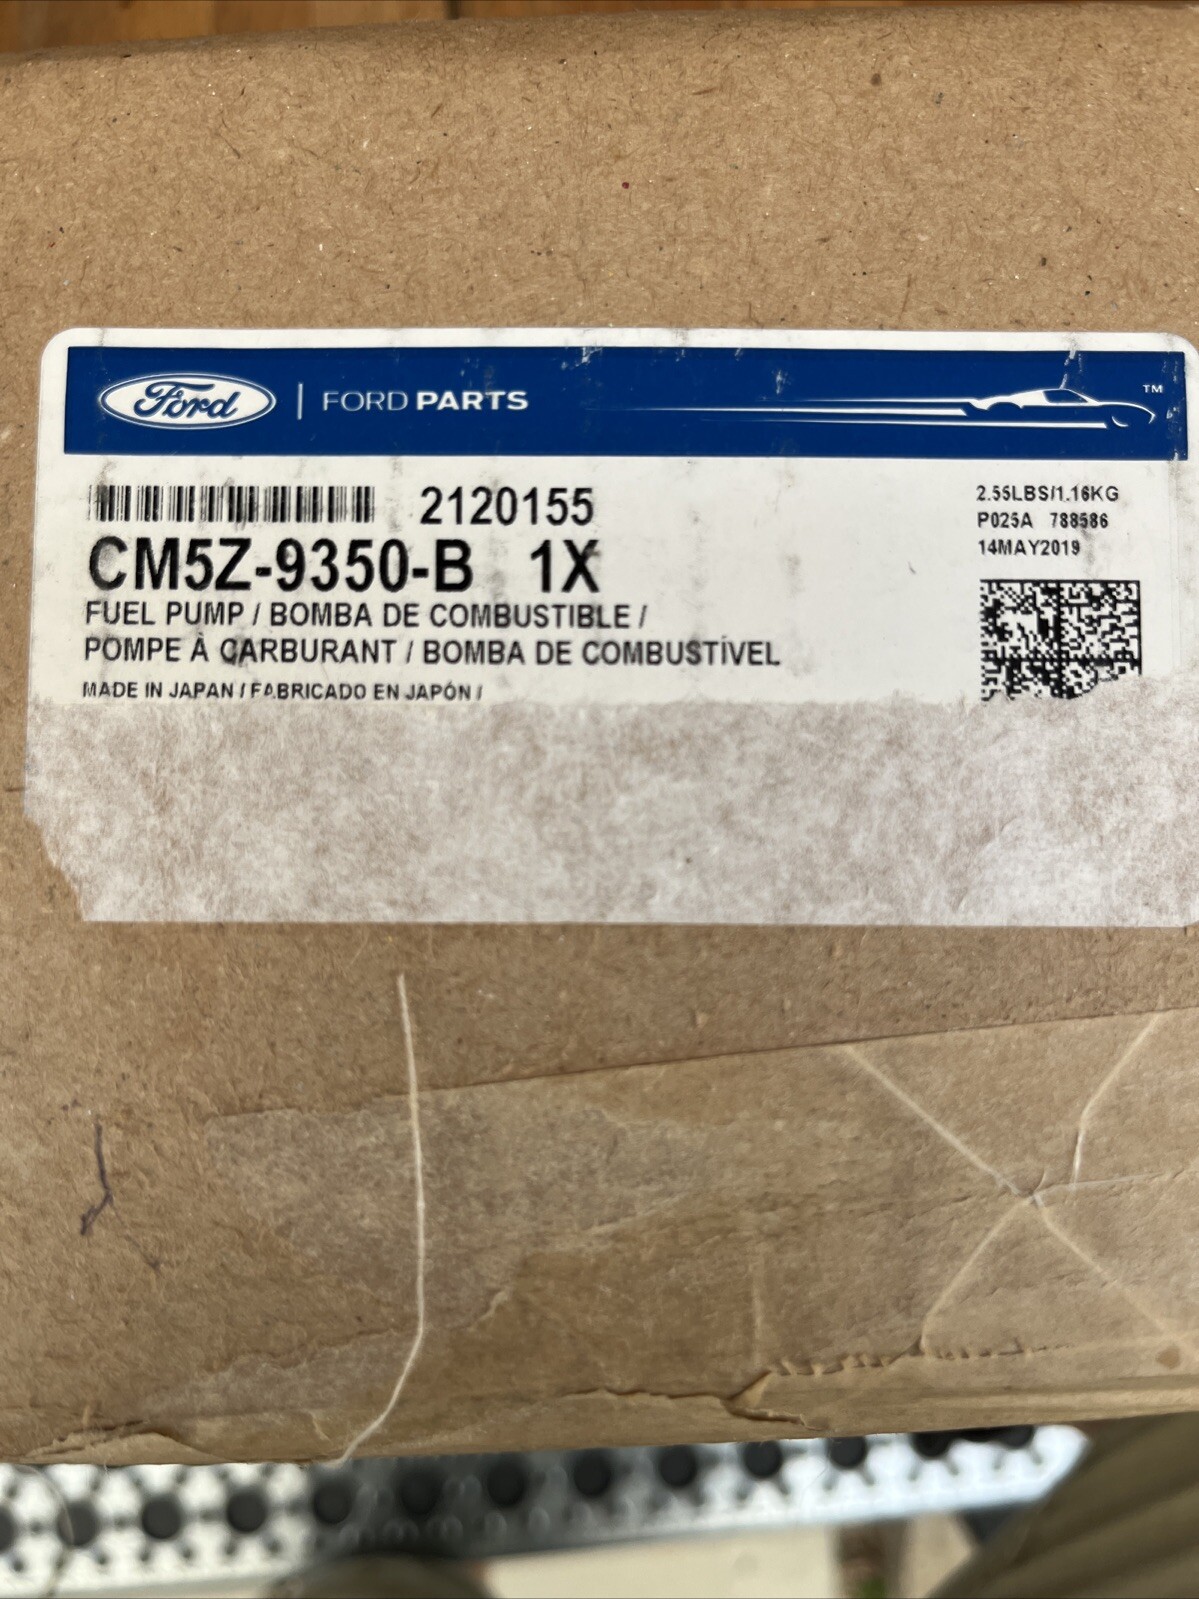 Ford | FORD PARTS ™
2120155
CM5Z-9350-B 1X
FUEL PUMP / BOMBA DE COMBUSTIBLE /
POMPE À CARBURANT / BOMBA DE COMBUSTÍVEL
MADE IN JAPAN / FABRICADO EN JAPÓN /
2.55LBS/1.16KG
P025A 788586
14MAY2019